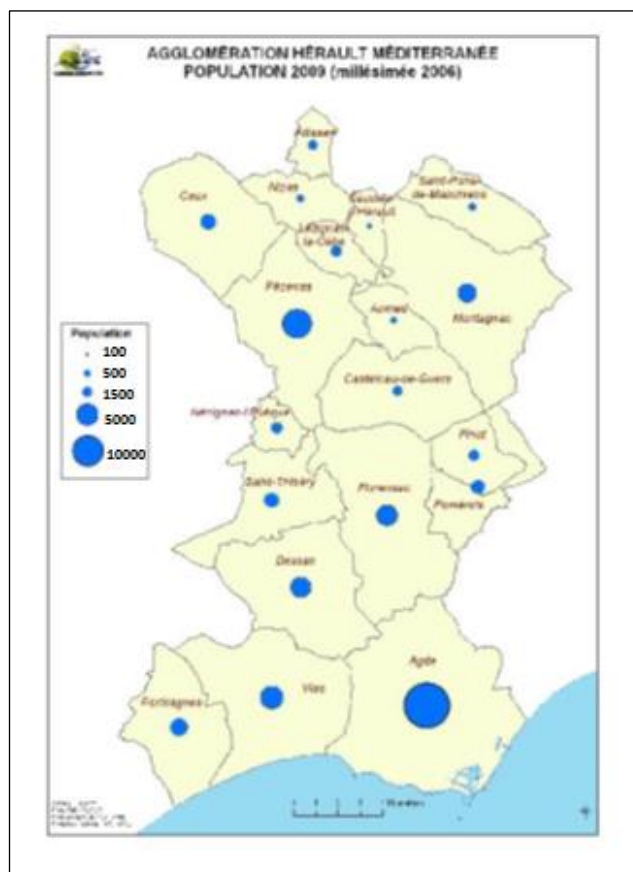 AGGLOMÉRATION HÉRAULT MÉDITERRANÉE
POPULATION 2009 (millésimée 2006)
Adissan
Nizas
Caux
Saint-Pons-
de-Mauchiens
Lézignan-
la-Cèbe
Pézenas
Aumes
Montagnac
Castelnau-de-Guers
Population
100
500
1500
5000
10000
Nézignan-l'Évêque
Pinet
Saint-Thibéry
Florensac
Pomérols
Bessan
Agde
Vias
Portiragnes